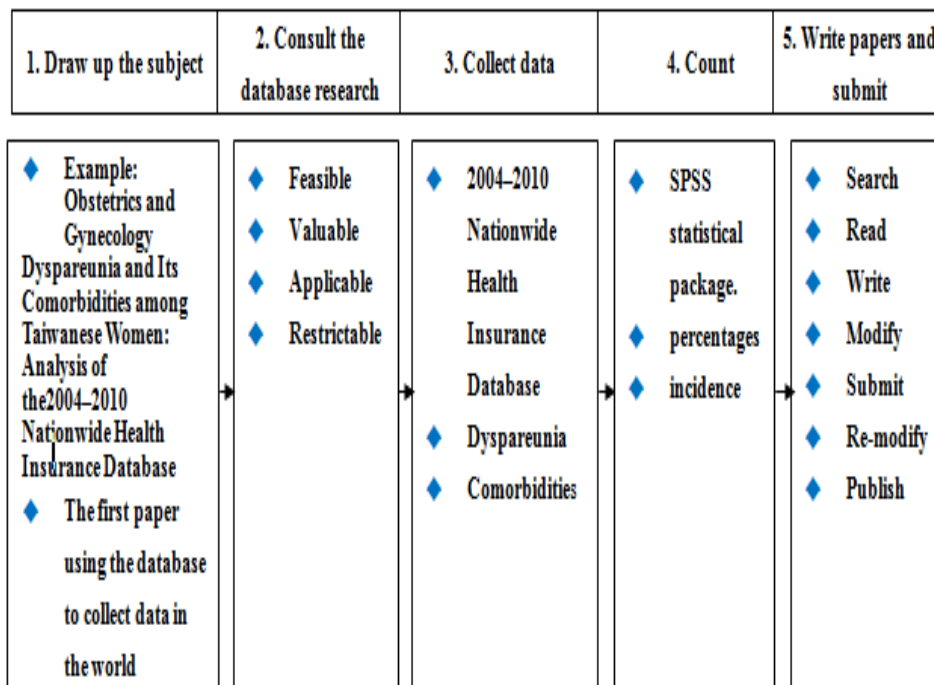 1. Draw up the subject
2. Consult the
database research
3. Collect data
4. Count
5. Write papers and
submit
Example:
Obstetrics and
Gynecology
Dyspareunia and Its
Comorbidities among
Taiwanese Women:
Analysis of
the2004–2010
Nationwide Health
Insurance Database
The first paper
using the database
to collect data in
the world
Feasible
Valuable
Applicable
Restrictable
2004–2010
Nationwide
Health
Insurance
Database
Dyspareunia
Comorbidities
SPSS
statistical
package.
percentages
incidence
Search
Read
Write
Modify
Submit
Re-modify
Publish